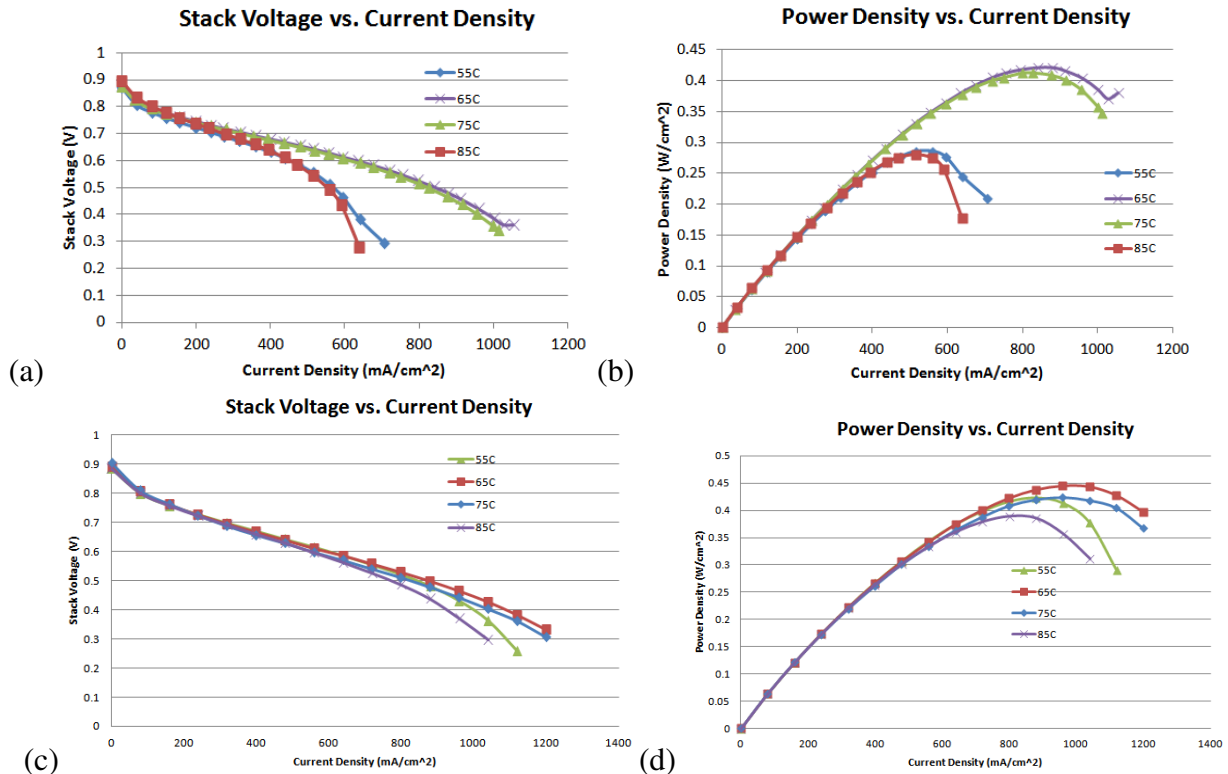 Stack Voltage vs. Current Density
Stack Voltage (V)
1
0.9
0.8
0.7
0.6
0.5
0.4
0.3
0.2
0.1
0
0 200 400 600 800 1000 1200
Current Density (mA/cm^2)
55C
65C
75C
85C
(a)
Power Density vs. Current Density
Power Density (W/cm^2)
0.45
0.4
0.35
0.3
0.25
0.2
0.15
0.1
0.05
0
0 200 400 600 800 1000 1200
Current Density (mA/cm^2)
55C
65C
75C
85C
(b)
Stack Voltage vs. Current Density
Stack Voltage (V)
1
0.9
0.8
0.7
0.6
0.5
0.4
0.3
0.2
0.1
0
0 200 400 600 800 1000 1200 1400
Current Density (mA/cm^2)
55C
65C
75C
85C
(c)
Power Density vs. Current Density
Power Density (W/cm^2)
0.5
0.45
0.4
0.35
0.3
0.25
0.2
0.15
0.1
0.05
0
0 200 400 600 800 1000 1200 1400
Current Density (mA/cm^2)
55C
65C
75C
85C
(d)